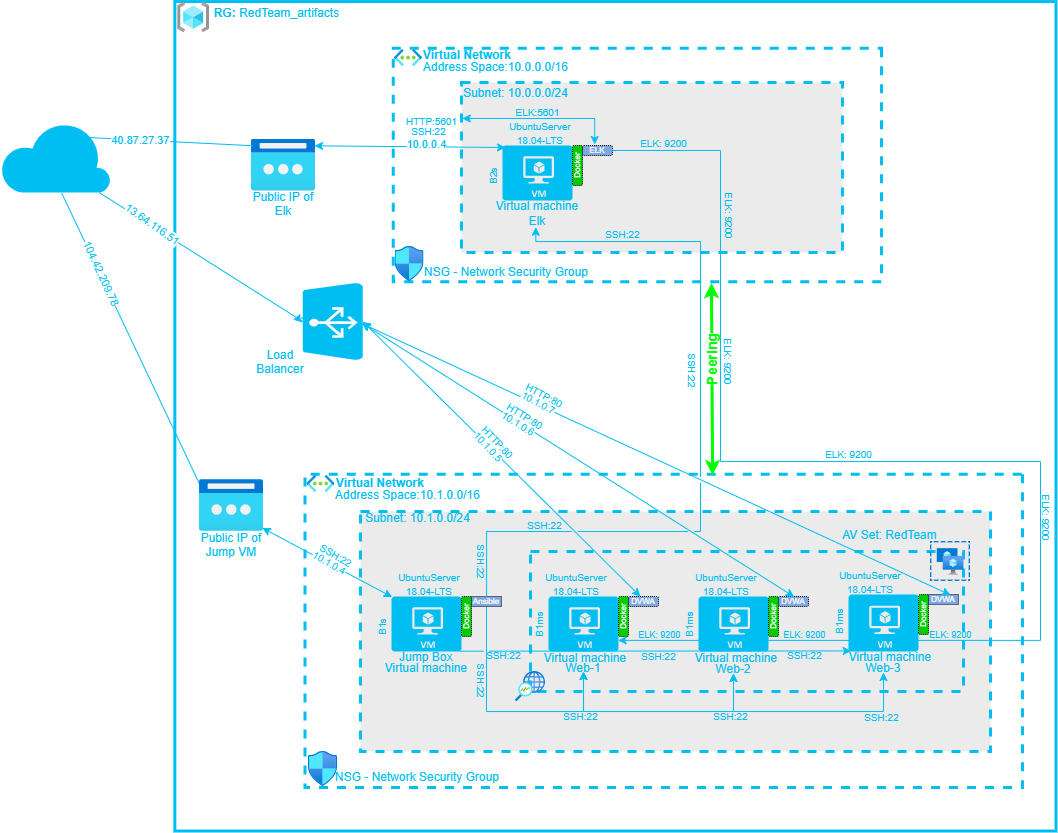 RG: RedTeam_artifacts
Virtual Network
Address Space:10.0.0.0/16
Subnet: 10.0.0.0/24
ELK:5601
HTTP:5601
SSH:22
10.0.0.4
UbuntuServer
18.04-LTS
ELK
Docker
B2s
VM
Virtual machine
Elk
ELK: 9200
ELK: 9200
SSH:22
NSG - Network Security Group
40.87.27.37
Public IP of
Elk
13.64.116.51
104.42.209.78
Load
Balancer
Peering
SSH:22
ELK: 9200
HTTP:80
10.1.0.7
HTTP:80
10.1.0.6
HTTP:80
10.1.0.5
ELK: 9200
ELK: 9200
Public IP of
Jump VM
SSH:22
10.1.0.4
Virtual Network
Address Space:10.1.0.0/16
Subnet: 10.1.0.0/24
SSH:22
SSH:22
AV Set: RedTeam
UbuntuServer
18.04-LTS
Ansible
Docker
B1s
VM
Jump Box
Virtual machine
UbuntuServer
18.04-LTS
DVWA
Docker
B1ms
VM
Virtual machine
Web-1
UbuntuServer
18.04-LTS
DVWA
Docker
B1ms
VM
Virtual machine
Web-2
UbuntuServer
18.04-LTS
DVWA
Docker
B1ms
VM
Virtual machine
Web-3
ELK: 9200
ELK: 9200
ELK: 9200
SSH:22
SSH:22
SSH:22
SSH:22
SSH:22
SSH:22
SSH:22
NSG - Network Security Group